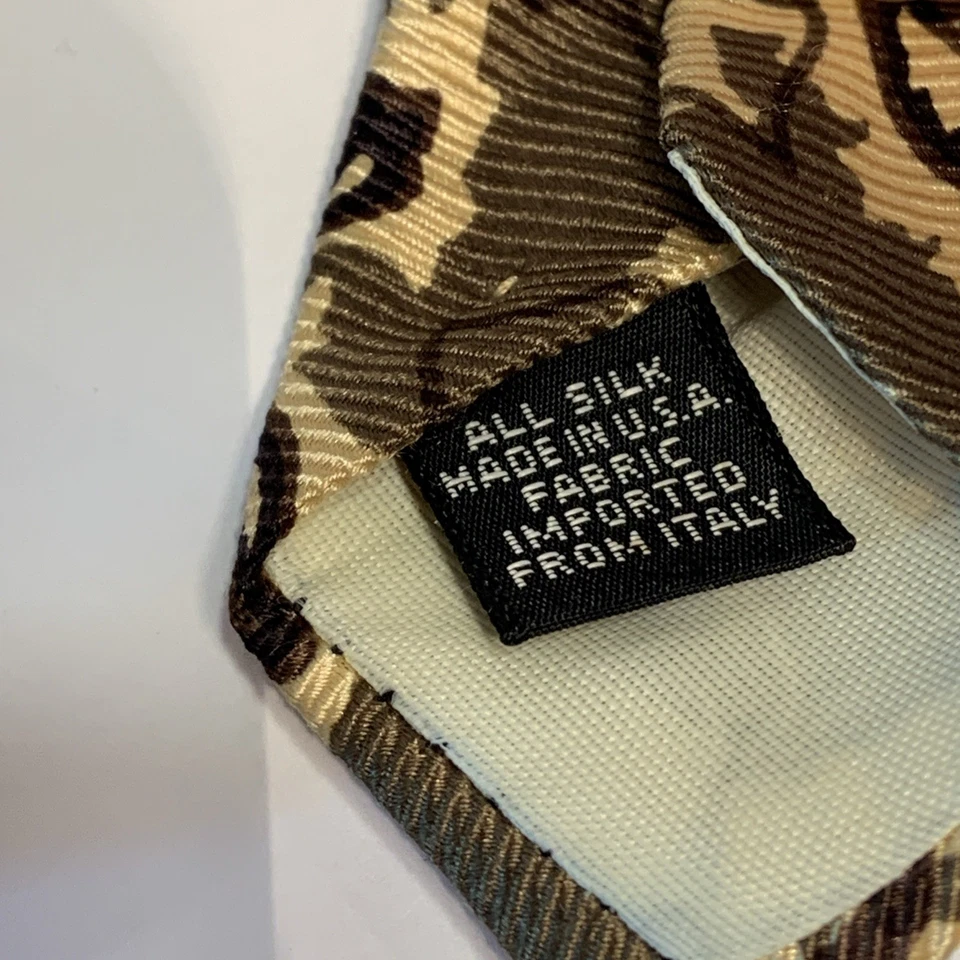 ALL SILK
MADE IN U.S.A.
FABRIC
IMPORTED
FROM ITALY